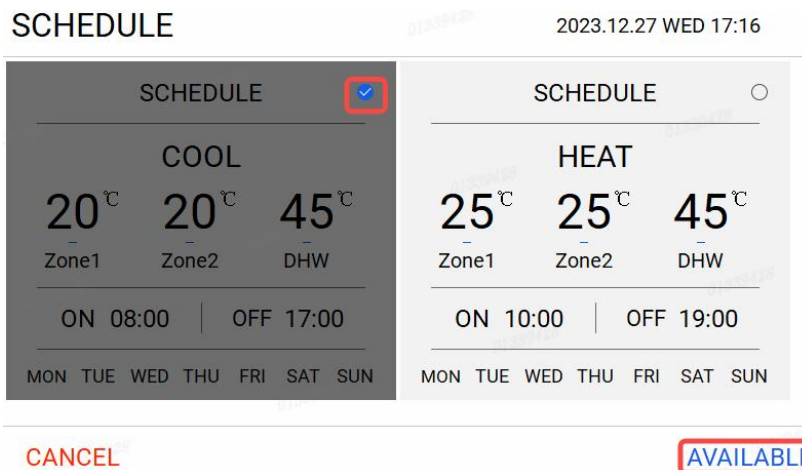 SCHEDULE
2023.12.27 WED 17:16
SCHEDULE
COOL
20℃ 20℃ 45℃
Zone1 Zone2 DHW
ON 08:00 OFF 17:00
MON TUE WED THU FRI SAT SUN
SCHEDULE
HEAT
25℃ 25℃ 45℃
Zone1 Zone2 DHW
ON 10:00 OFF 19:00
MON TUE WED THU FRI SAT SUN
CANCEL
AVAILABLE